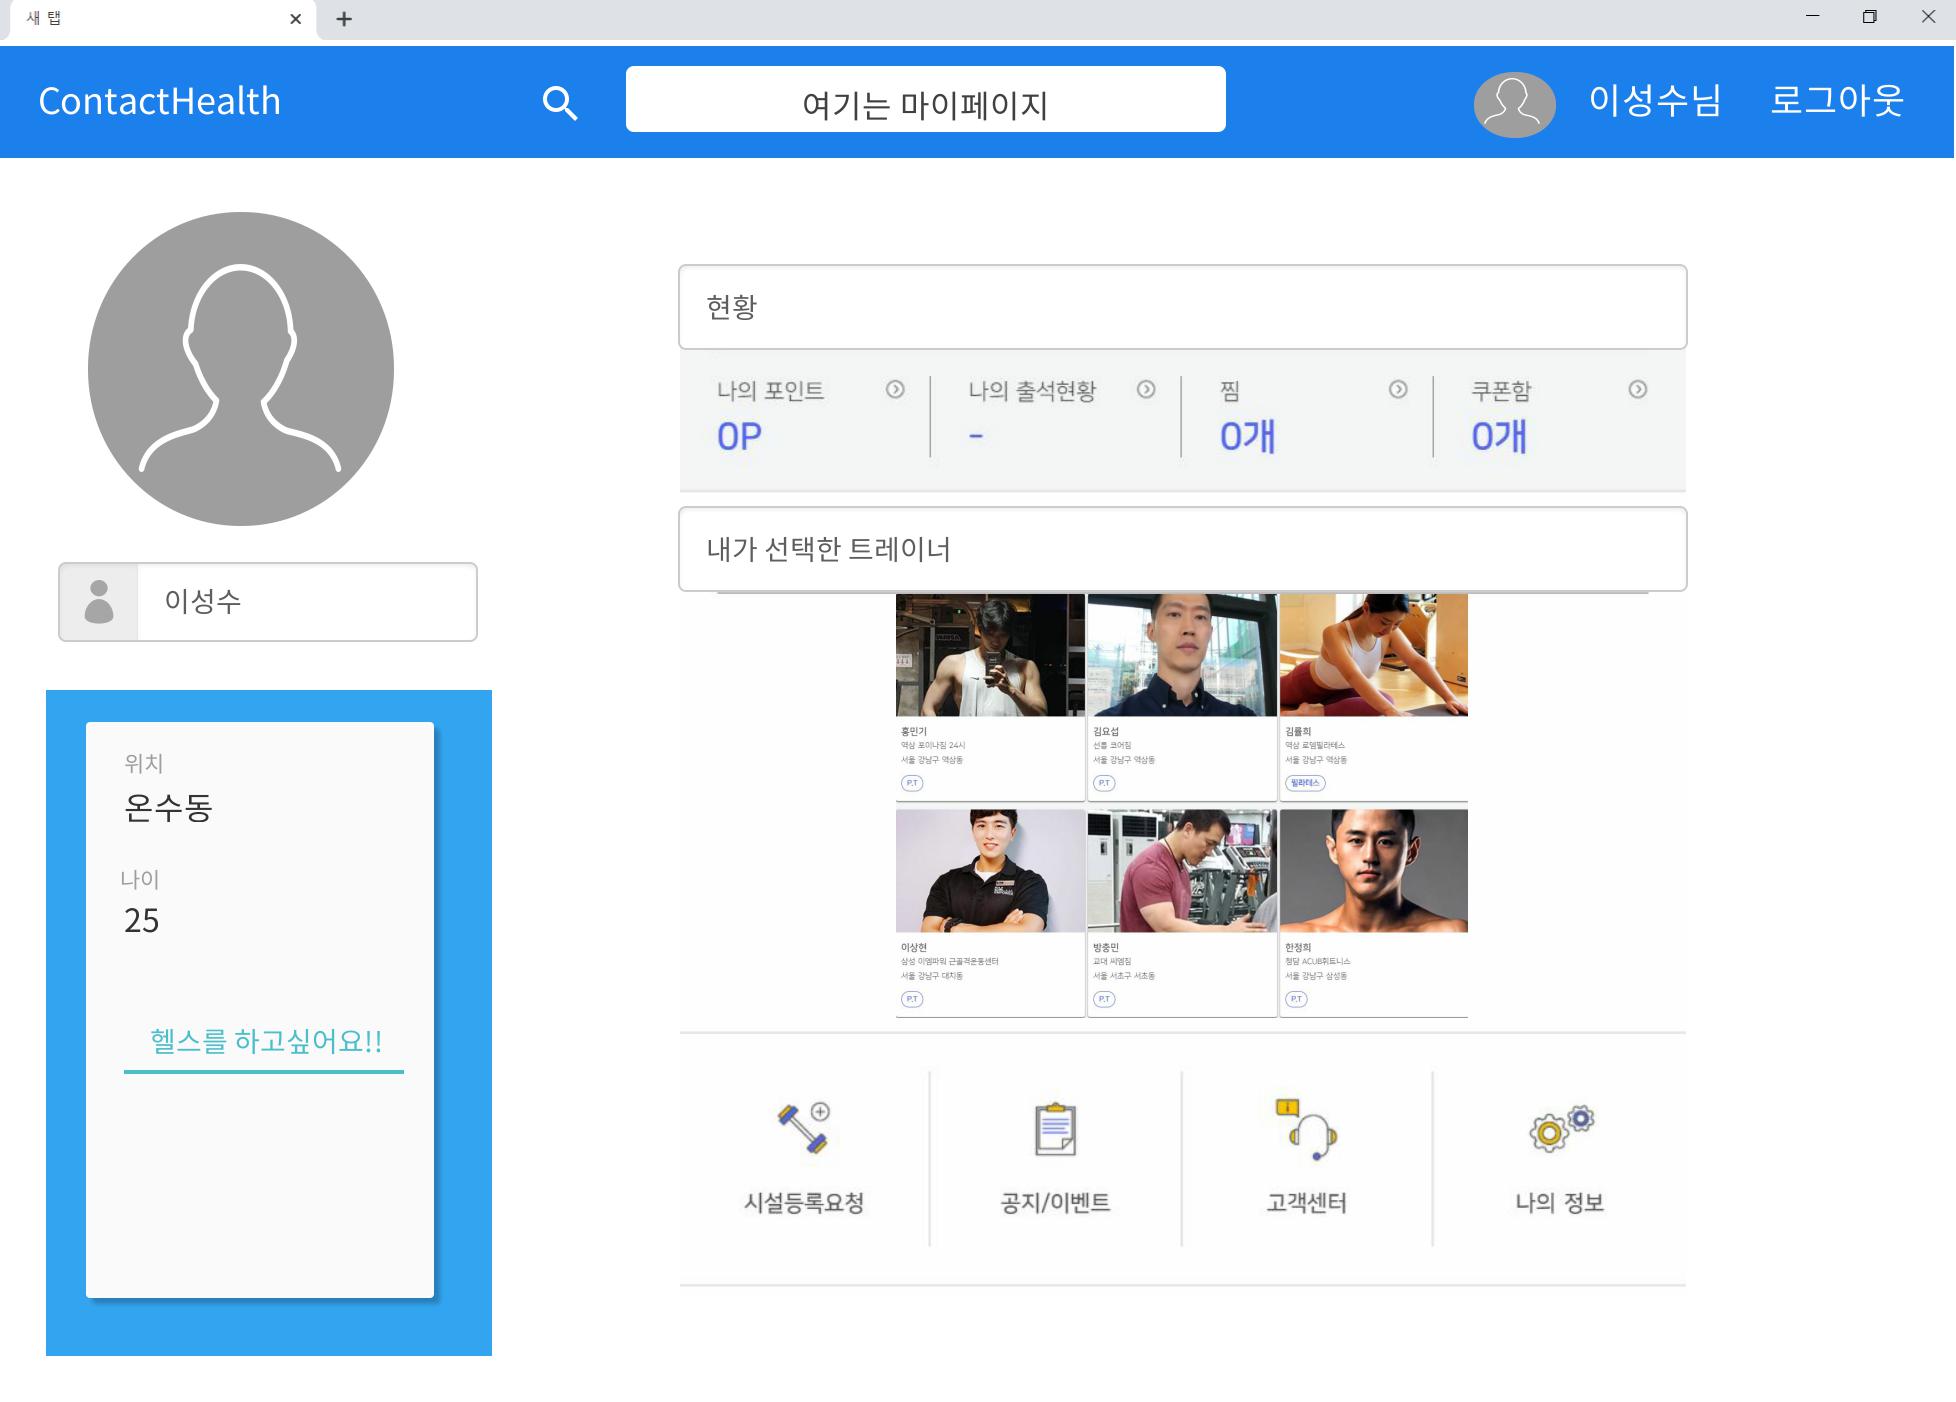 새 탭
ContactHealth
여기는 마이페이지
이성수님
로그아웃
현황
나의 포인트
0P
나의 출석현황
-
찜
0개
쿠폰함
0개
내가 선택한 트레이너
이성수
위치
온수동
나이
25
헬스를 하고싶어요!!
홍민기
역삼 포이나짐 24시
서울 강남구 역삼동
P.T
김요섭
선릉 코어짐
서울 강남구 역삼동
P.T
김률희
역삼 로엠필라테스
서울 강남구 역삼동
필라테스
이상현
삼성 이엠파워 근골격운동센터
서울 강남구 대치동
P.T
방충민
교대 씨엠짐
서울 서초구 서초동
P.T
한정희
청담 ACUB휘트니스
서울 강남구 삼성동
P.T
시설등록요청
공지/이벤트
고객센터
나의 정보